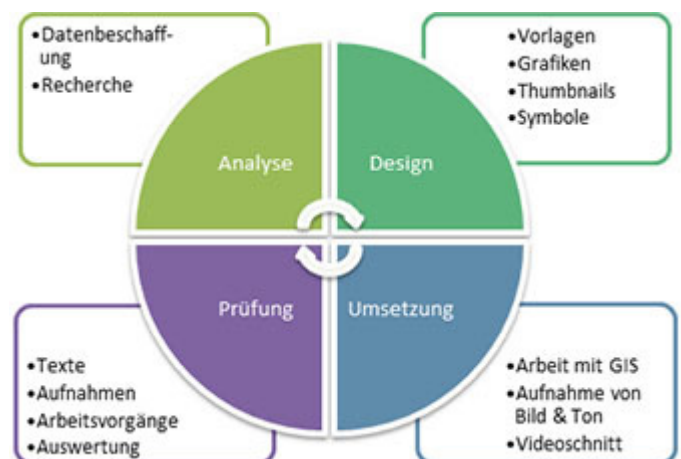 •Datenbeschaff-
ung
•Recherche
Analyse
•Vorlagen
•Grafiken
•Thumbnails
•Symbole
Design
Prüfung
•Texte
•Aufnahmen
•Arbeitsvorgänge
•Auswertung
Umsetzung
•Arbeit mit GIS
•Aufnahme von
Bild & Ton
•Videoschnitt